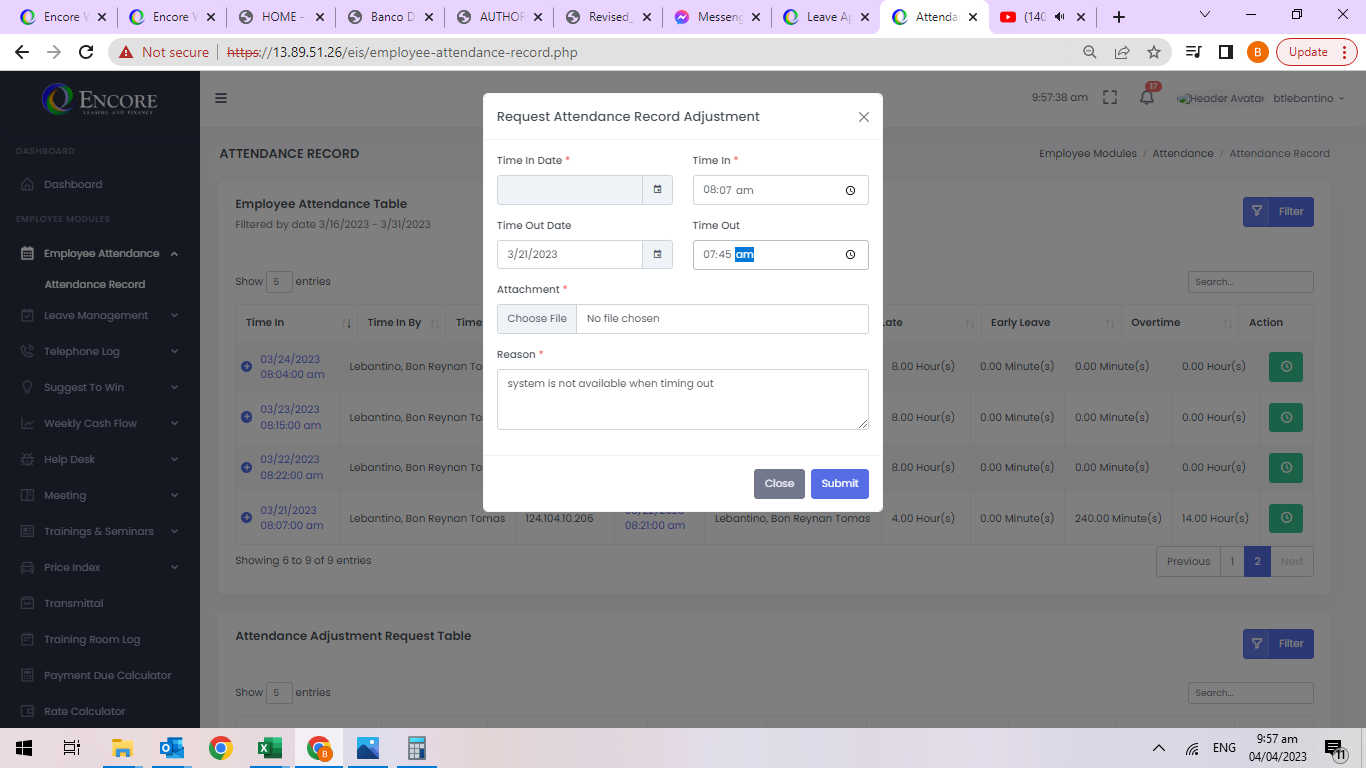 Encore W
Encore W
HOME -
Banco D
AUTHOR
Revised_
Messeng
Leave Ap
Attenda
(140
Not secure | https://13.89.51.26/eis/employee-attendance-record.php
B
Update
ENCORE
LEASING AND FINANCE
9:57:38 am
17
Header Avatar
btlebantino
DASHBOARD
Dashboard
EMPLOYEE MODULES
Employee Attendance
Attendance Record
Leave Management
Telephone Log
Suggest To Win
Weekly Cash Flow
Help Desk
Meeting
Trainings & Seminars
Price Index
Transmittal
Training Room Log
Payment Due Calculator
Rate Calculator
ATTENDANCE RECORD
Employee Modules / Attendance / Attendance Record
Employee Attendance Table
Filtered by date 3/16/2023 - 3/31/2023
Filter
Show 5 entries
Search...
Time In
Time In By
Time
Late
Early Leave
Overtime
Action
03/24/2023
08:04:00 am
Lebantino, Bon Reynan To
8.00 Hour(s)
0.00 Minute(s)
0.00 Minute(s)
0.00 Hour(s)
03/23/2023
08:15:00 am
Lebantino, Bon Reynan To
8.00 Hour(s)
0.00 Minute(s)
0.00 Minute(s)
0.00 Hour(s)
03/22/2023
08:22:00 am
Lebantino, Bon Reynan To
8.00 Hour(s)
0.00 Minute(s)
0.00 Minute(s)
0.00 Hour(s)
03/21/2023
08:07:00 am
Lebantino, Bon Reynan Tomas
124.104.10.206
03/22/2023
08:21:00 am
Lebantino, Bon Reynan Tomas
4.00 Hour(s)
0.00 Minute(s)
240.00 Minute(s)
14.00 Hour(s)
Showing 6 to 9 of 9 entries
Previous
1
2
Next
Attendance Adjustment Request Table
Filter
Show 5 entries
Search...
Request Attendance Record Adjustment
Time In Date *
Time In *
08:07 am
Time Out Date
Time Out
3/21/2023
07:45 am
Attachment *
Choose File
No file chosen
Reason *
system is not available when timing out
Close
Submit
B
ENG
9:57 am
04/04/2023
11